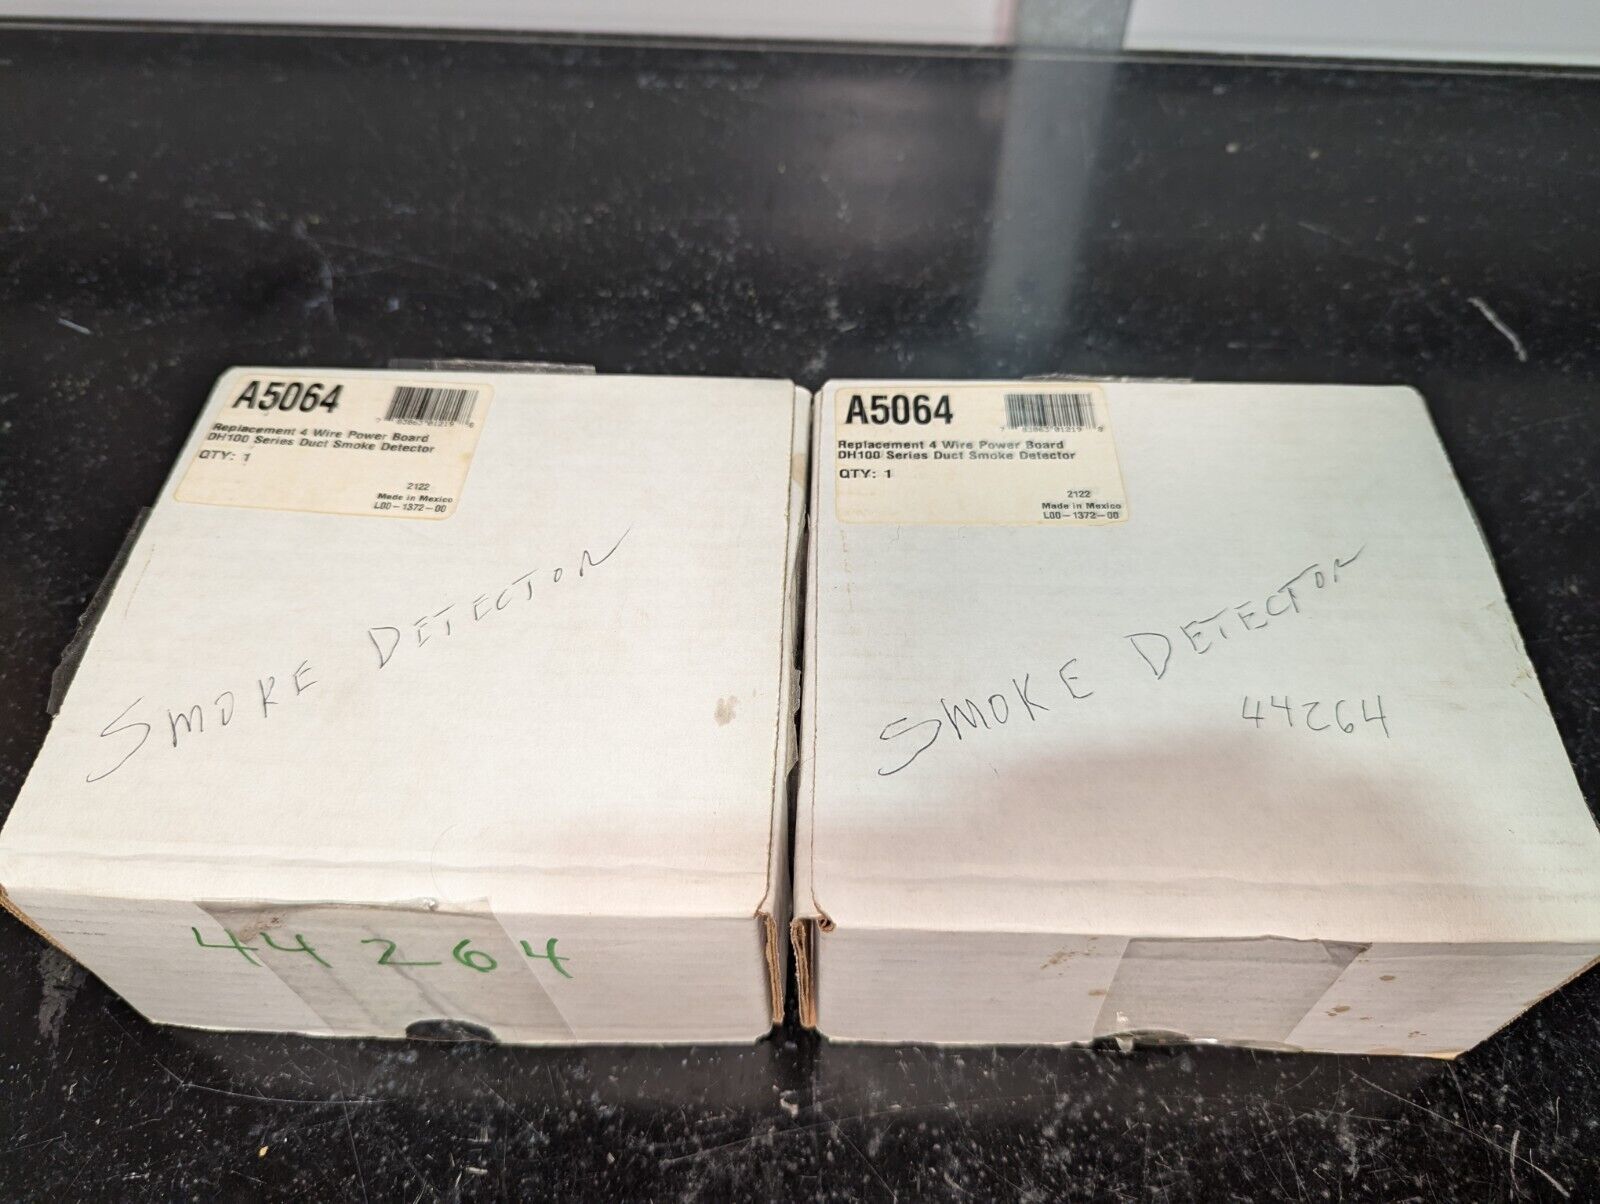 A5064
Replacement 4 Wire Power Board
DH100 Series Duct Smoke Detector
QTY: 1
2122
Made in Mexico
L00-1372-00
SMOKE DETECTOR
44264
A5064
Replacement 4 Wire Power Board
DH100 Series Duct Smoke Detector
QTY: 1
2122
Made in Mexico
L00-1372-00
SMOKE DETECTOR
44264